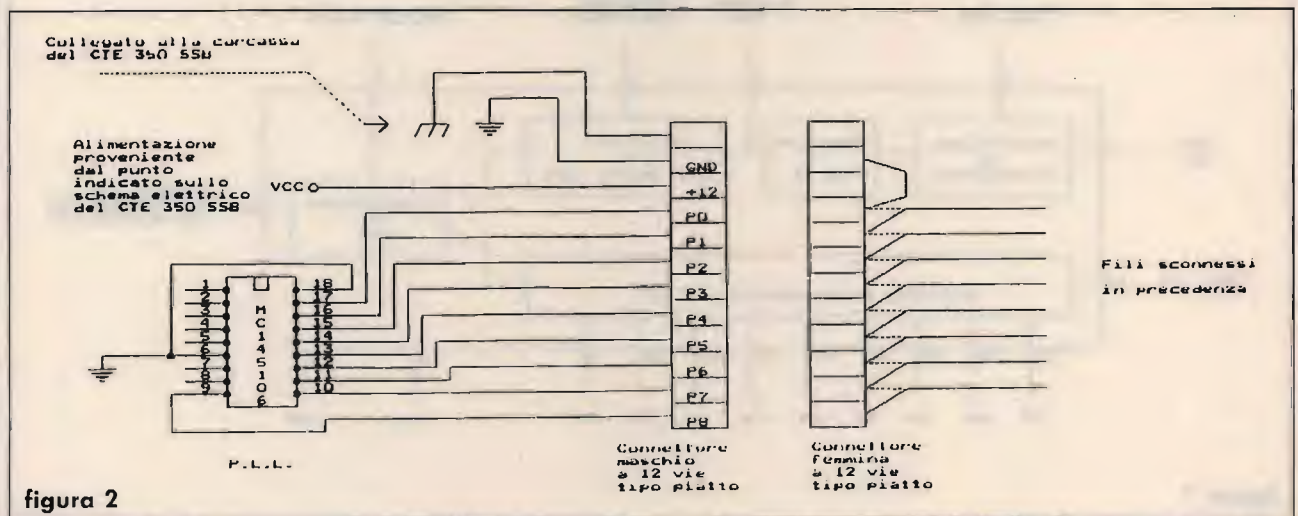 Collegato alla carcassa
del CTE 350 SSB
Alimentazione
proveniente
dal punto
indicato sullo
schema elettrico
del CTE 350 SSB
VCC
GND
+12
P0
P1
P2
P3
P4
P5
P6
P7
P8
1
2
3
4
5
6
7
8
9
MC145106
18
17
16
15
14
13
12
11
10
P.L.L.
Connettore
maschio
a 12 vie
tipo piatto
Connettore
femmina
a 12 vie
tipo piatto
Fili sconnessi
in precedenza
figura 2